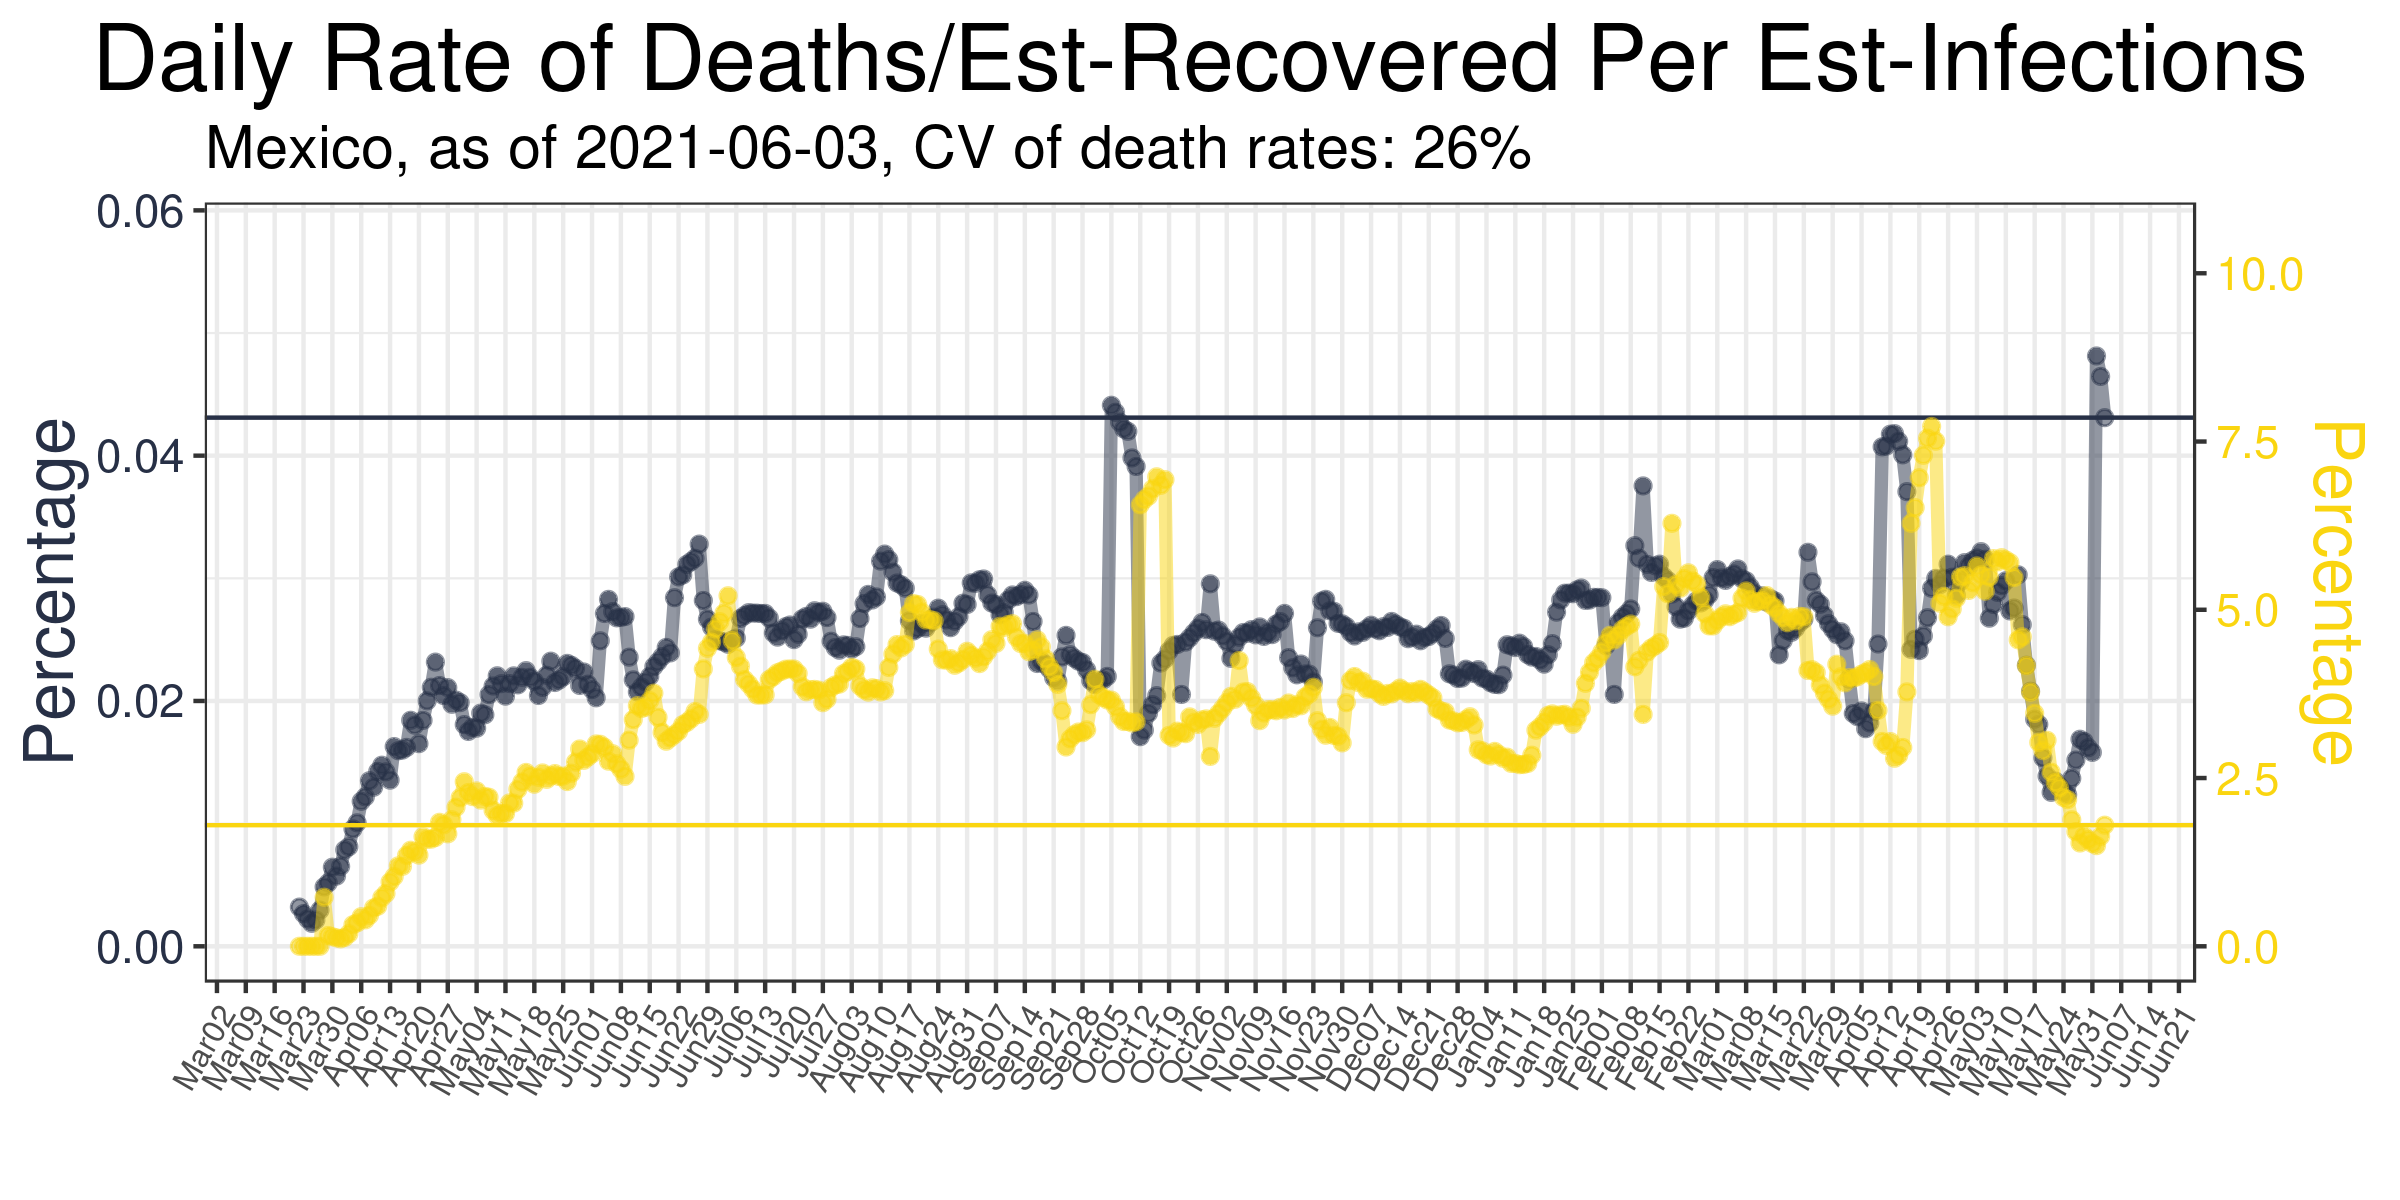 Daily Rate of Deaths/Est-Recovered Per Est-Infections
Mexico, as of 2021-06-03, CV of death rates: 26%
Percentage
0.06
0.04
0.02
0.00
10.0
7.5
5.0
2.5
0.0
Percentage
Mar02
Mar09
Mar16
Mar23
Mar30
Apr06
Apr13
Apr20
Apr27
May04
May11
May18
May25
Jun01
Jun08
Jun15
Jun22
Jun29
Jul06
Jul13
Jul20
Jul27
Aug03
Aug10
Aug17
Aug24
Aug31
Sep07
Sep14
Sep21
Sep28
Oct05
Oct12
Oct19
Oct26
Nov02
Nov09
Nov16
Nov23
Nov30
Dec07
Dec14
Dec21
Dec28
Jan04
Jan11
Jan18
Jan25
Feb01
Feb08
Feb15
Feb22
Mar01
Mar08
Mar15
Mar22
Mar29
Apr05
Apr12
Apr19
Apr26
May03
May10
May17
May24
May31
Jun07
Jun14
Jun21